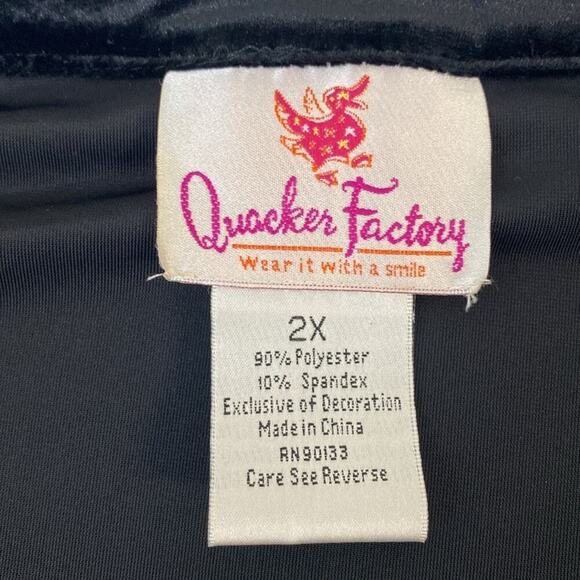 Quacker Factory
Wear it with a smile
2X
90% Polyester
10% Spandex
Exclusive of Decoration
Made in China
RN90133
Care See Reverse